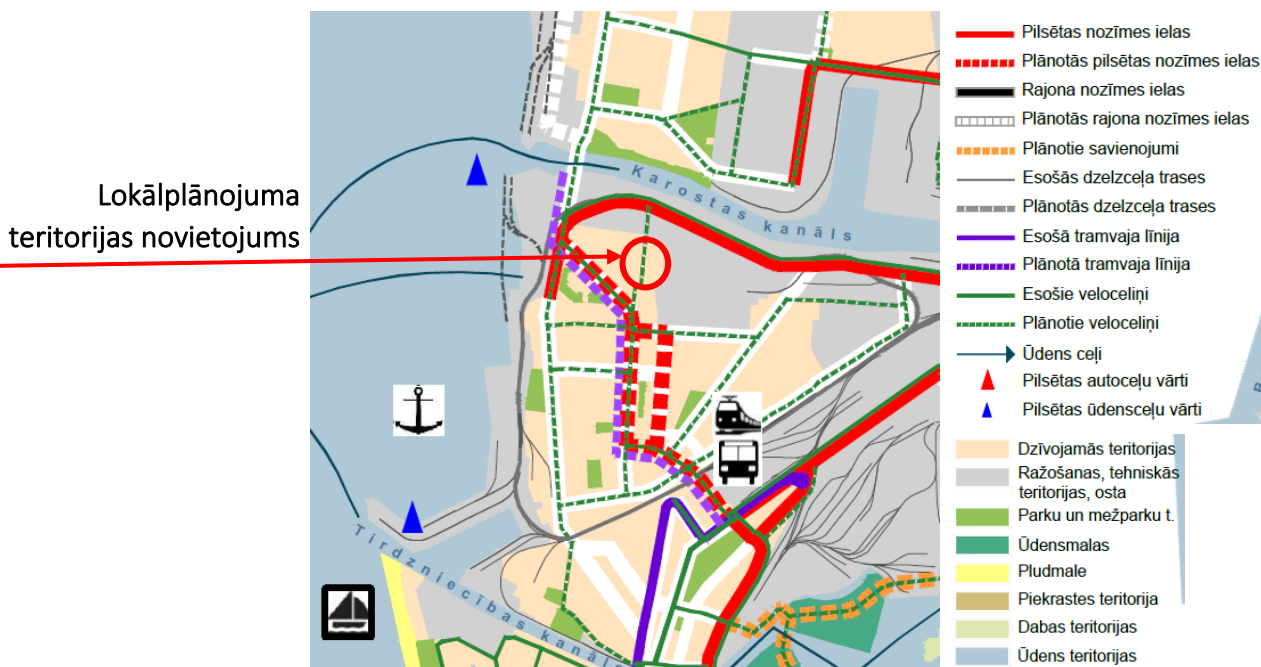 Lokālplānojuma
teritorijas novietojums
Karostas kanāls
Tirdzniecības kanāls
Pilsētas nozīmes ielas
Plānotās pilsētas nozīmes ielas
Rajona nozīmes ielas
Plānotās rajona nozīmes ielas
Plānotie savienojumi
Esošās dzelzceļa trases
Plānotās dzelzceļa trases
Esošā tramvaja līnija
Plānotā tramvaja līnija
Esošie veloceliņi
Plānotie veloceliņi
Ūdens ceļi
Pilsētas autoceļu vārti
Pilsētas ūdensceļu vārti
Dzīvojamās teritorijas
Ražošanas, tehniskās
teritorijas, osta
Parku un mežparku t.
Ūdensmalas
Pludmale
Piekrastes teritorija
Dabas teritorijas
Ūdens teritorijas